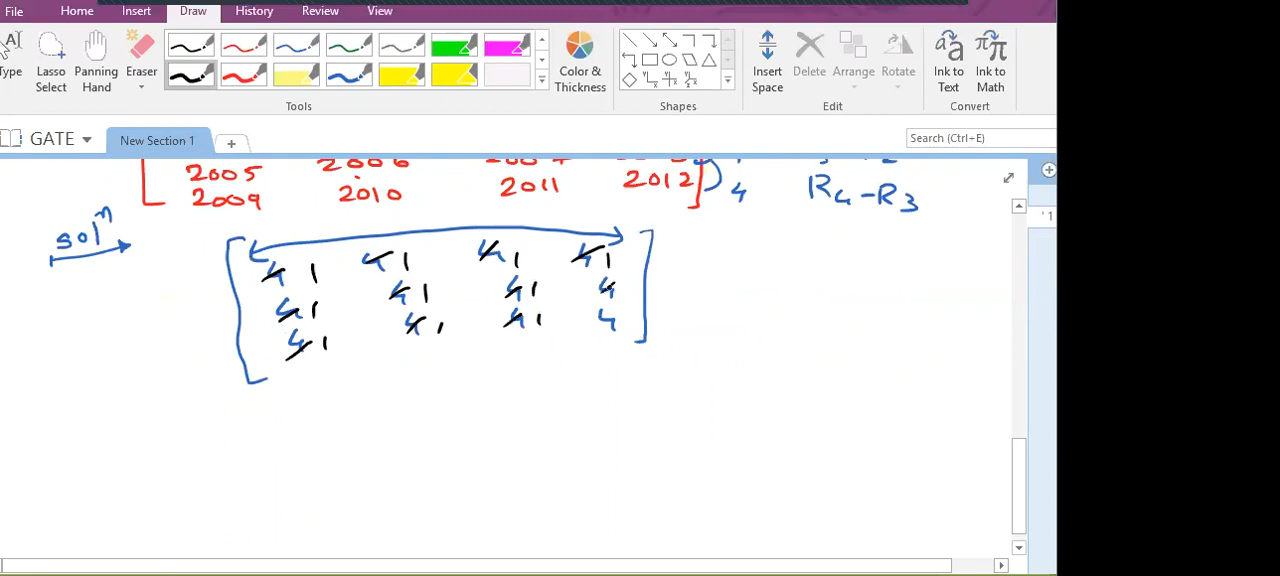 File Home Insert Draw History Review View
Type Lasso Select Panning Hand Eraser Color & Thickness Insert Space Delete Arrange Rotate Ink to Text Ink to Math
Tools Shapes Edit Convert
GATE New Section 1 + Search (Ctrl+E)
2005 2006
2009 2010 2011 2012 4 R4-R3
solⁿ
4 1 4 1 4 1 4 1
4 1 4 1 4 1 4
4 1 4 1 4 1 4